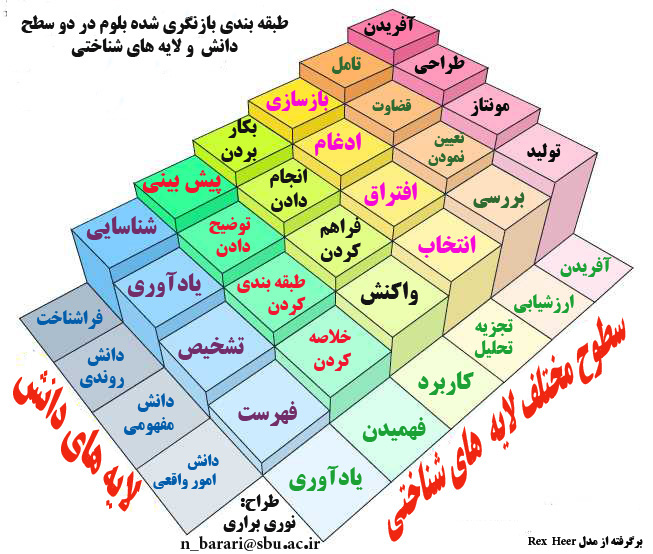 طبقه بندی بازنگری شده بلوم در دو سطح
دانش و لایه های شناختی
آفریدن
تامل
طراحی
بازسازی
قضاوت
مونتاژ
بکار
بردن
ادغام
تعیین
نمودن
تولید
پیش بینی
انجام
دادن
افتراق
بررسی
شناسایی
توضیح
دادن
فراهم
کردن
انتخاب
یادآوری
طبقه بندی
کردن
واکنش
تشخیص
خلاصه
کردن
فهرست
فراشناخت
دانش
روندی
دانش
مفهومی
دانش
امور واقعی
آفریدن
ارزشیابی
تجزیه
تحلیل
کاربرد
فهمیدن
یادآوری
لایه های دانش
سطوح مختلف لایه های شناختی
طراح:
نوری براری
n_barari@sbu.ac.ir
برگرفته از مدل Rex Heer